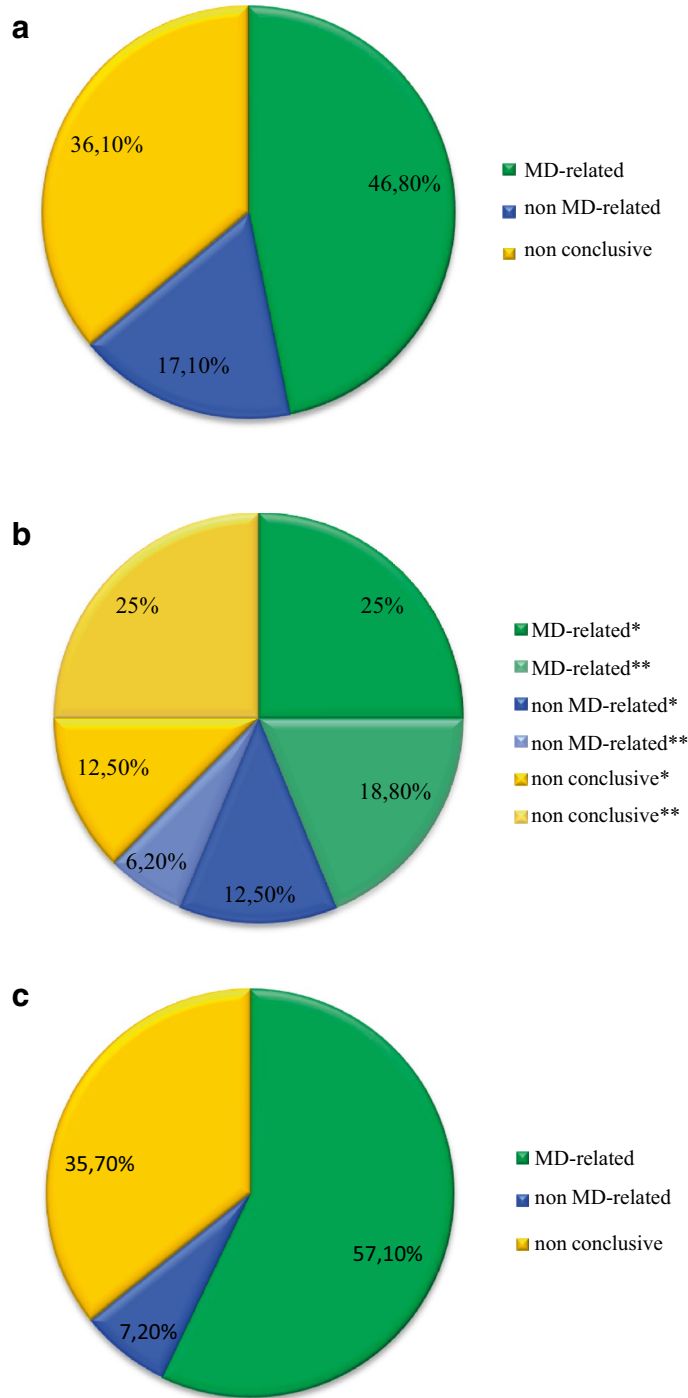 a
36,10%
46,80%
17,10%
MD-related
non MD-related
non conclusive
b
25%
25%
12,50%
18,80%
6,20%
12,50%
MD-related*
MD-related**
non MD-related*
non MD-related**
non conclusive*
non conclusive**
c
35,70%
57,10%
7,20%
MD-related
non MD-related
non conclusive